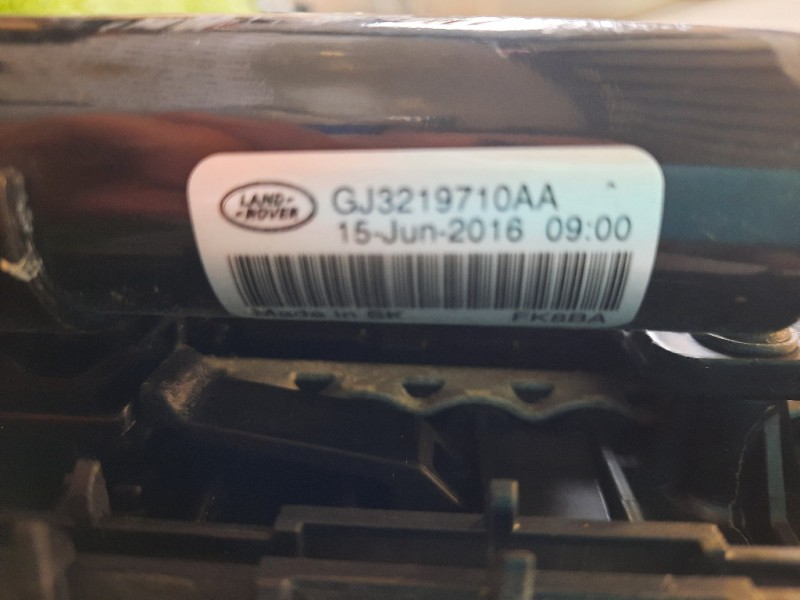 LAND-
-ROVER
GJ3219710AA
15-Jun-2016 09:00
Made in SK FK8BA